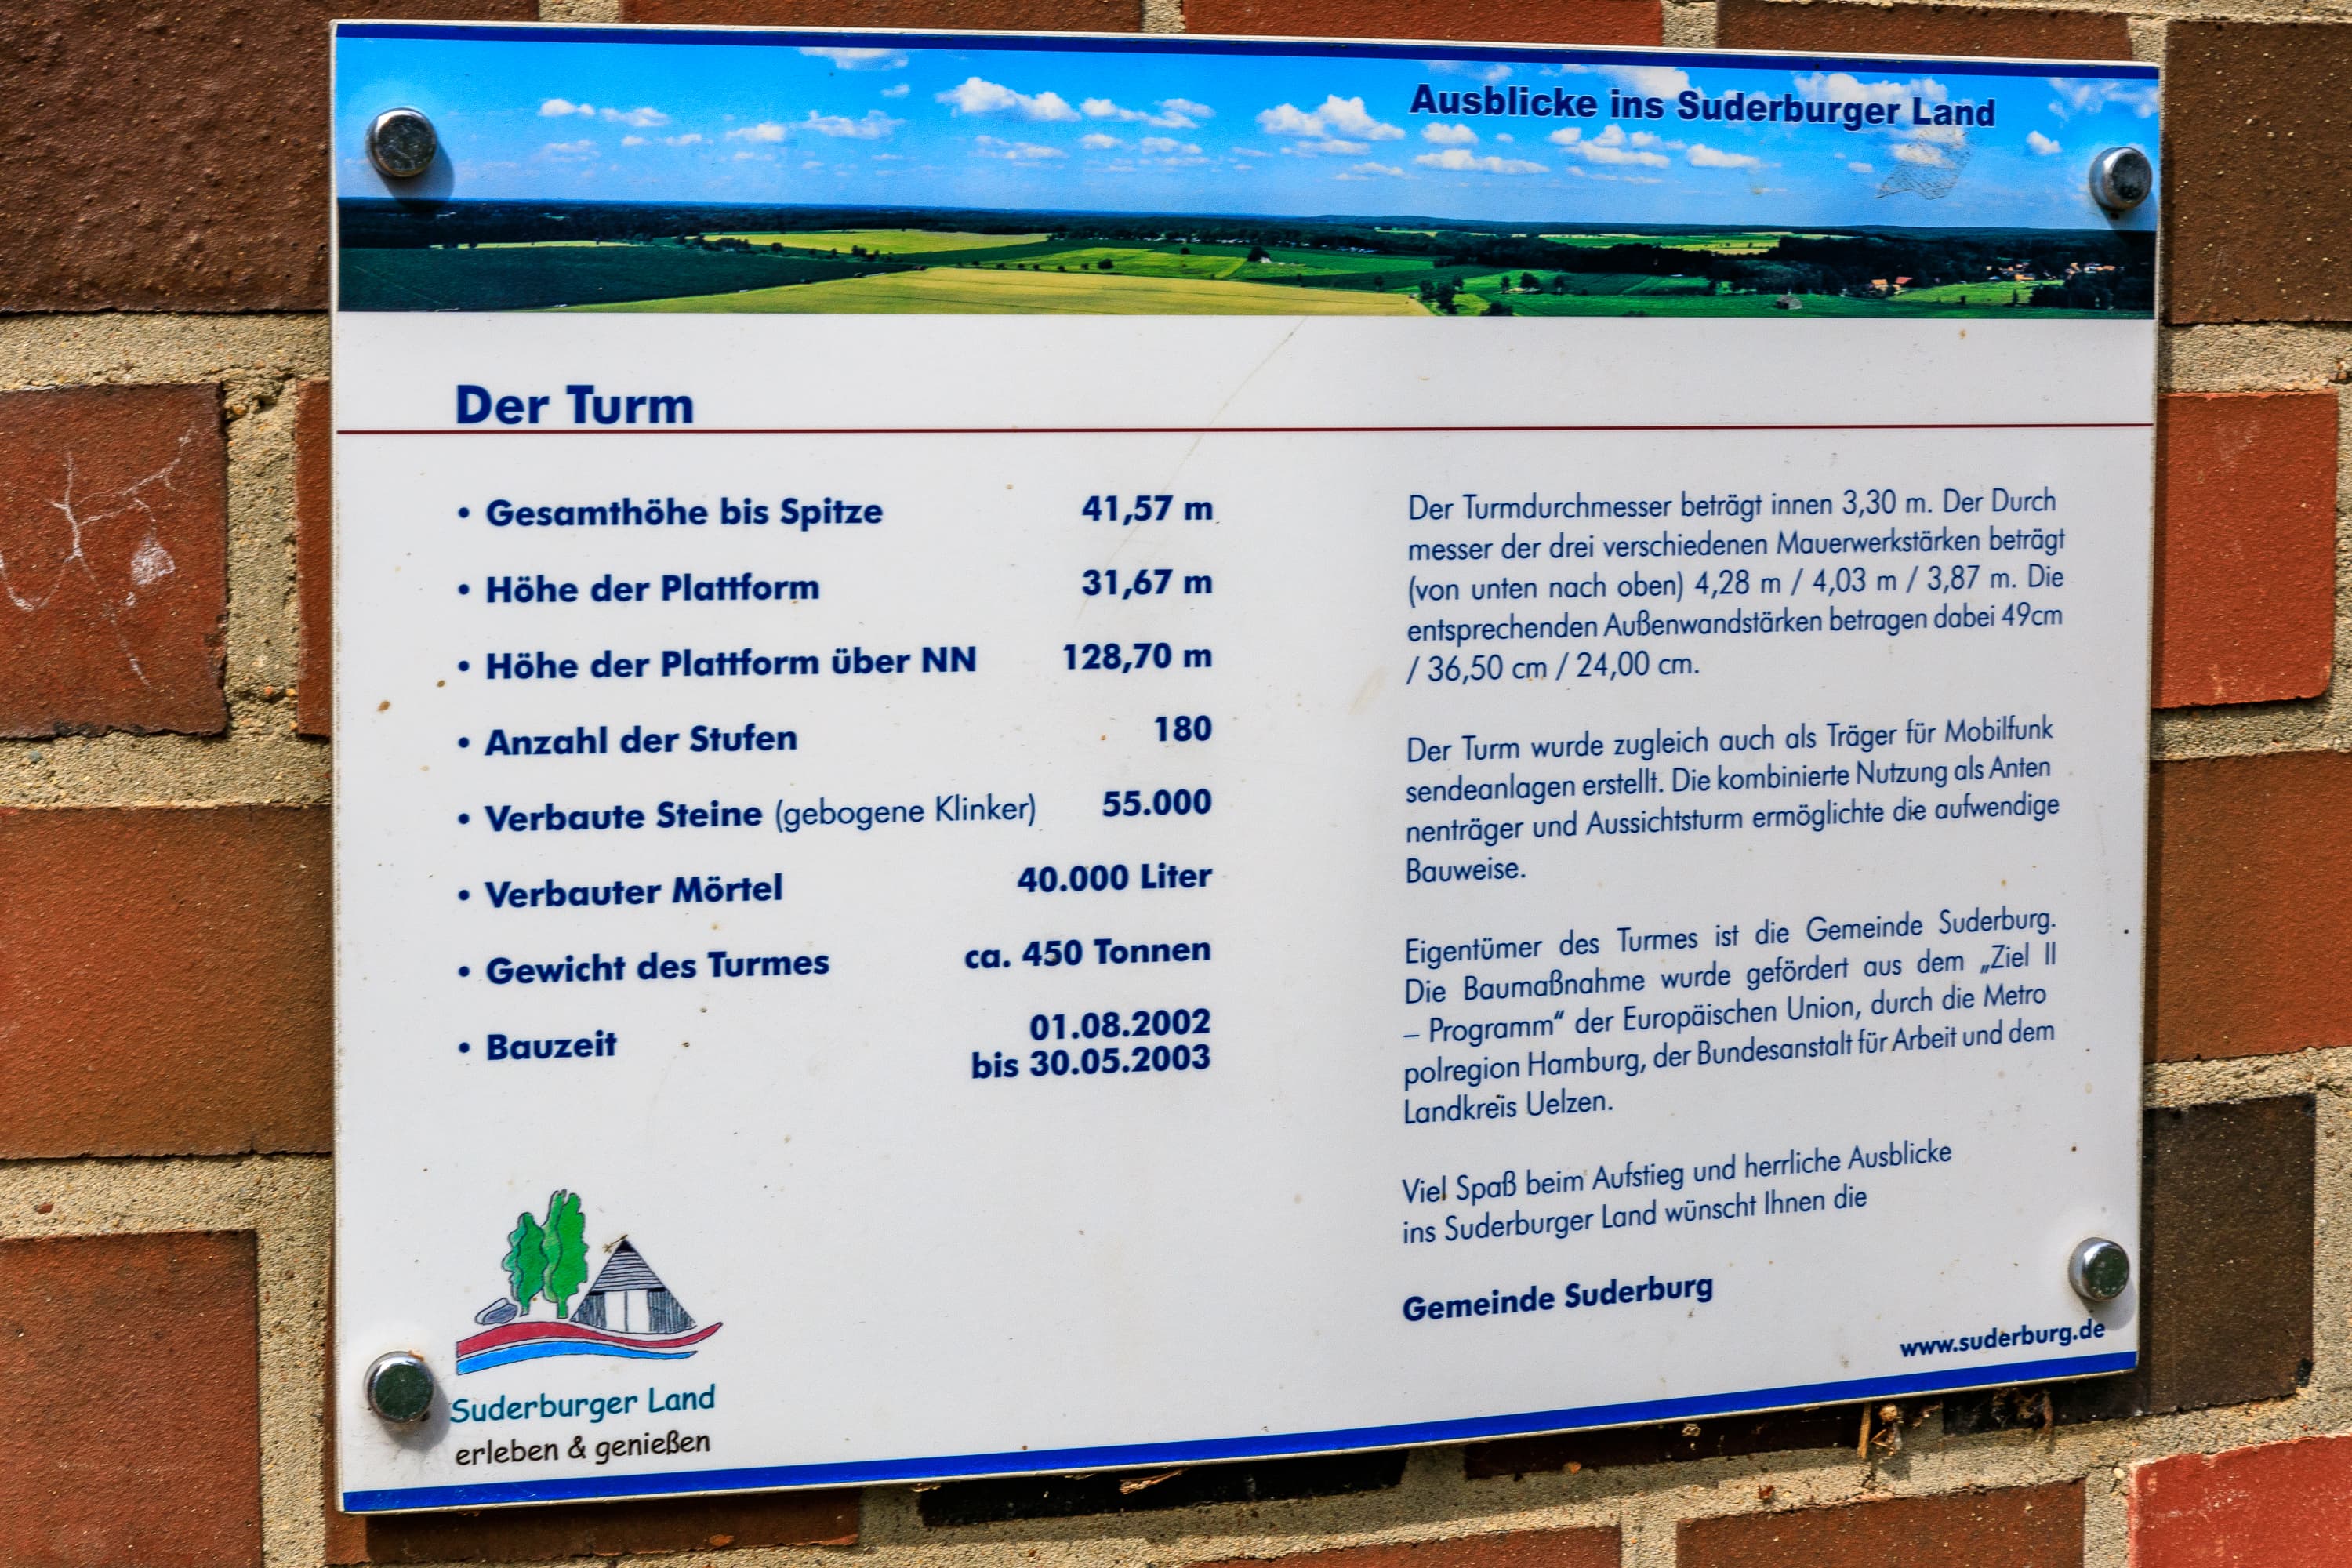 Ausblicke ins Suderburger Land
Der Turm
• Gesamthöhe bis Spitze 41,57 m
• Höhe der Plattform 31,67 m
• Höhe der Plattform über NN 128,70 m
• Anzahl der Stufen 180
• Verbaute Steine (gebogene Klinker) 55.000
• Verbauter Mörtel 40.000 Liter
• Gewicht des Turmes ca. 450 Tonnen
• Bauzeit 01.08.2002
bis 30.05.2003
Der Turmdurchmesser beträgt innen 3,30 m. Der Durch
messer der drei verschiedenen Mauerwerkstärken beträgt
(von unten nach oben) 4,28 m / 4,03 m / 3,87 m. Die
entsprechenden Außenwandstärken betragen dabei 49cm
/ 36,50 cm / 24,00 cm.
Der Turm wurde zugleich auch als Träger für Mobilfunk
sendeanlagen erstellt. Die kombinierte Nutzung als Anten
nenträger und Aussichtsturm ermöglichte die aufwendige
Bauweise.
Eigentümer des Turmes ist die Gemeinde Suderburg.
Die Baumaßnahme wurde gefördert aus dem „Ziel II
– Programm“ der Europäischen Union, durch die Metro
polregion Hamburg, der Bundesanstalt für Arbeit und dem
Landkreis Uelzen.
Viel Spaß beim Aufstieg und herrliche Ausblicke
ins Suderburger Land wünscht Ihnen die
Gemeinde Suderburg
www.suderburg.de
Suderburger Land
erleben & genießen